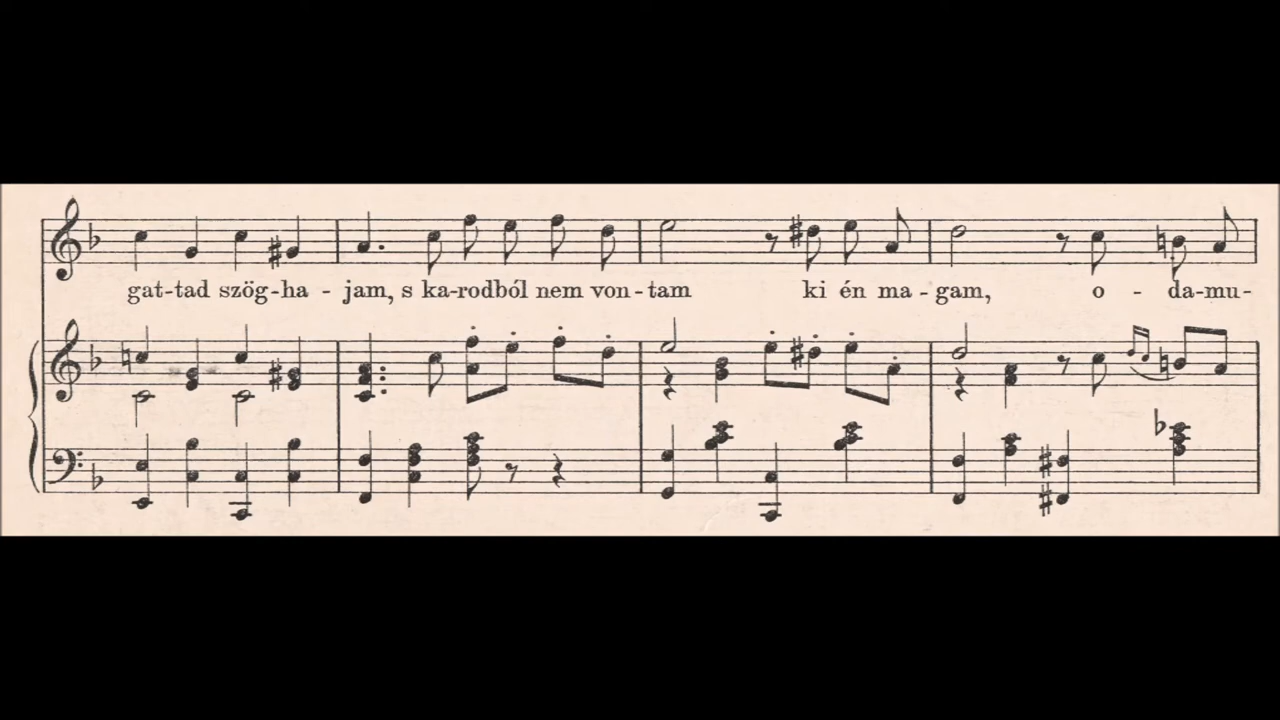 gat-tad szög-ha - jam, s ka-rodból nem von-tam ki én ma - gam, o - da-mu-